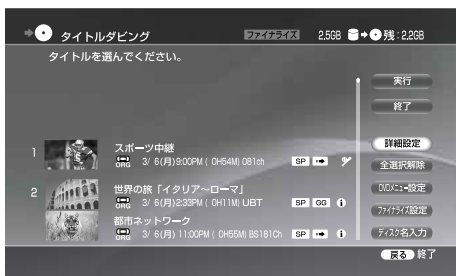 タイトルダビング ファイナライズ 2.5GB 残:2.2GB
タイトルを選んでください。
実行
終了
詳細設定
全選択解除
DVDメニュー設定
ファイナライズ設定
ディスク名入力
1 スポーツ中継
ORG 3/ 6(月)9:00PM ( 0H54M) 081ch SP
2 世界の旅「イタリア～ローマ」
ORG 3/ 6(月)2:33PM ( 0H11M) UBT SP GG i
都市ネットワーク
ORG 3/ 6(月) 11:00PM ( 0H55M) BS181Ch SP i
戻る 終了